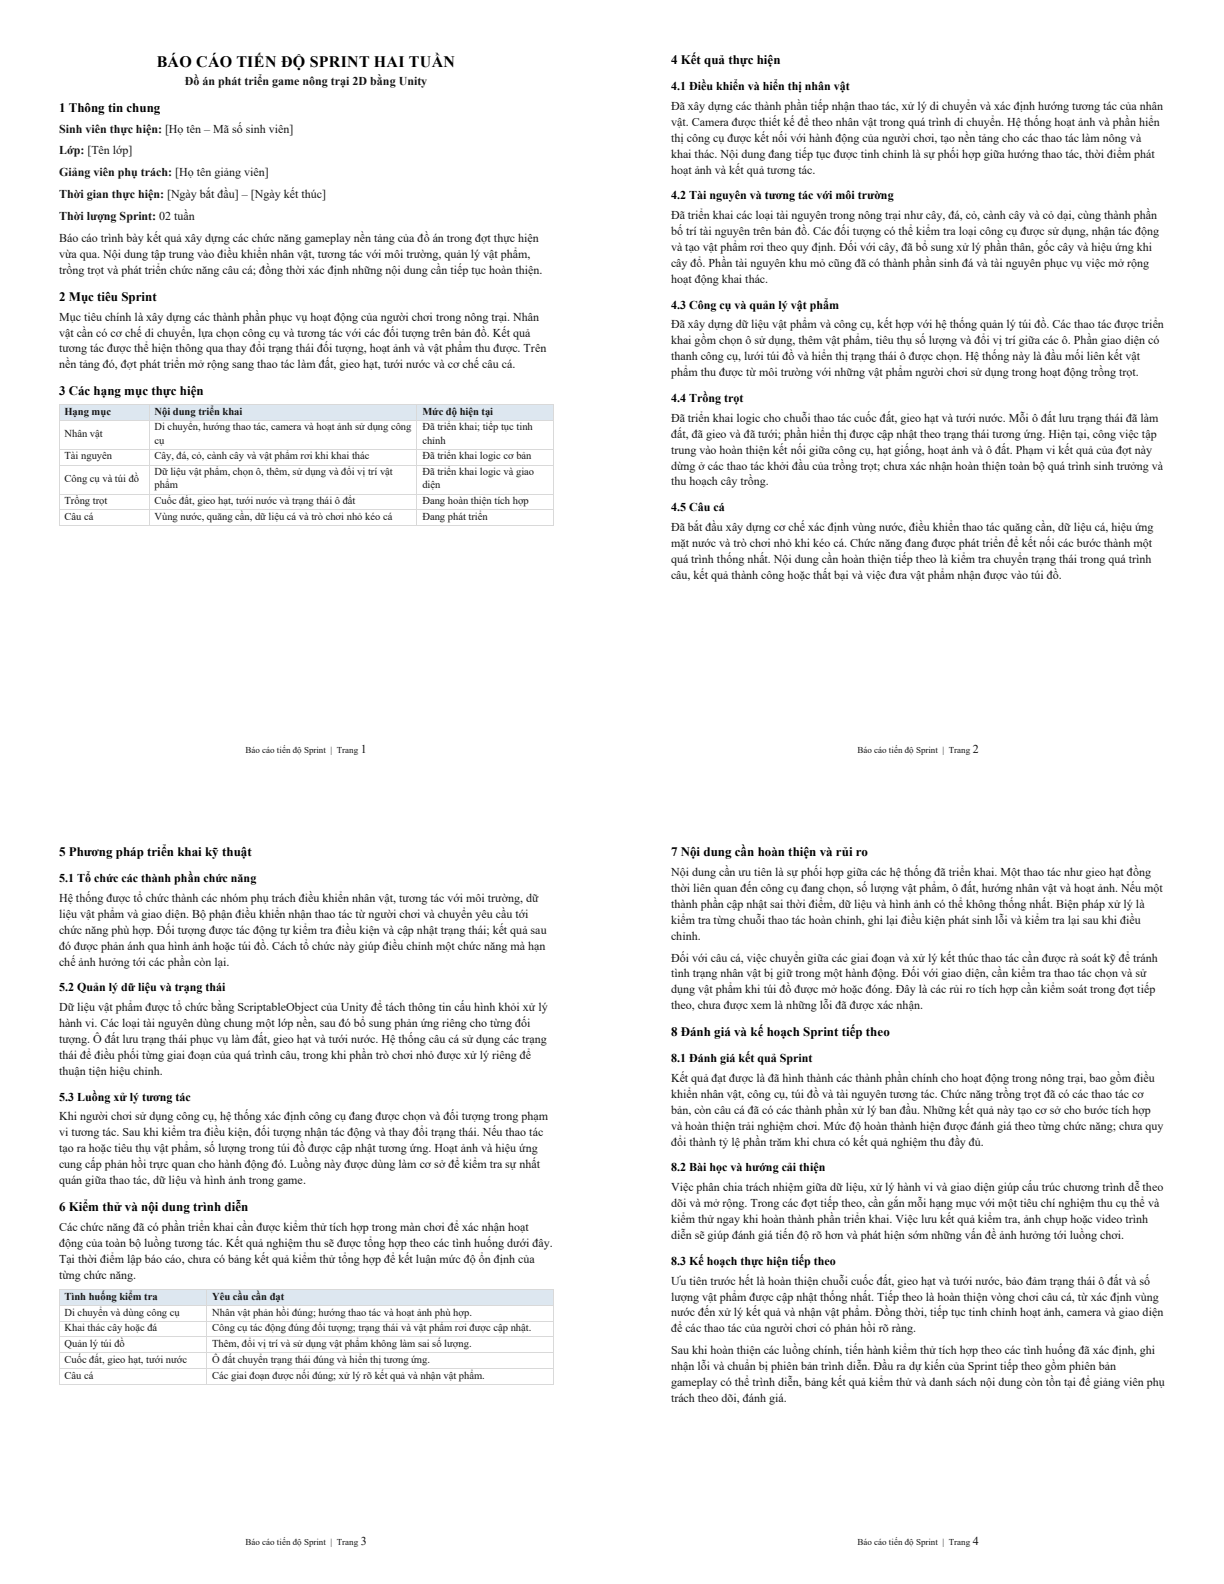 BÁO CÁO TIẾN ĐỘ SPRINT HAI TUẦN
Đồ án phát triển game nông trại 2D bằng Unity
1 Thông tin chung
Sinh viên thực hiện: [Họ tên – Mã số sinh viên]
Lớp: [Tên lớp]
Giảng viên phụ trách: [Họ tên giảng viên]
Thời gian thực hiện: [Ngày bắt đầu] – [Ngày kết thúc]
Thời lượng Sprint: 02 tuần
Báo cáo trình bày kết quả xây dựng các chức năng gameplay nền tảng của đồ án trong đợt thực hiện
vừa qua. Nội dung tập trung vào điều khiển nhân vật, tương tác với môi trường, quản lý vật phẩm,
trồng trọt và phát triển chức năng câu cá; đồng thời xác định những nội dung cần tiếp tục hoàn thiện.
2 Mục tiêu Sprint
Mục tiêu chính là xây dựng các thành phần phục vụ hoạt động của người chơi trong nông trại. Nhân
vật cần có cơ chế di chuyển, lựa chọn công cụ và tương tác với các đối tượng trên bản đồ. Kết quả
tương tác được thể hiện thông qua thay đổi trạng thái đối tượng, hoạt ảnh và vật phẩm thu được. Trên
nền tảng đó, đợt phát triển mở rộng sang thao tác làm đất, gieo hạt, tưới nước và cơ chế câu cá.
3 Các hạng mục thực hiện
Hạng mục Nội dung triển khai Mức độ hiện tại
Nhân vật Di chuyển, hướng thao tác, camera và hoạt ảnh sử dụng công cụ Đã triển khai; tiếp tục tinh chỉnh
Tài nguyên Cây, đá, cỏ, cành cây và vật phẩm rơi khi khai thác Đã triển khai logic cơ bản
Công cụ và túi đồ Dữ liệu vật phẩm, chọn ô, thêm, sử dụng và đổi vị trí vật phẩm Đã triển khai logic và giao diện
Trồng trọt Cuốc đất, gieo hạt, tưới nước và trạng thái ô đất Đang hoàn thiện tích hợp
Câu cá Vùng nước, quăng cần, dữ liệu cá và trò chơi nhỏ kéo cá Đang phát triển
Báo cáo tiến độ Sprint | Trang 1
4 Kết quả thực hiện
4.1 Điều khiển và hiển thị nhân vật
Đã xây dựng các thành phần tiếp nhận thao tác, xử lý di chuyển và xác định hướng tương tác của nhân
vật. Camera được thiết kế để theo nhân vật trong quá trình di chuyển. Hệ thống hoạt ảnh và phần hiển
thị công cụ được kết nối với hành động của người chơi, tạo nền tảng cho các thao tác làm nông và
khai thác. Nội dung đang tiếp tục được tinh chỉnh là sự phối hợp giữa hướng thao tác, thời điểm phát
hoạt ảnh và kết quả tương tác.
4.2 Tài nguyên và tương tác với môi trường
Đã triển khai các loại tài nguyên trong nông trại như cây, đá, cỏ, cành cây và cỏ dại, cùng thành phần
bố trí tài nguyên trên bản đồ. Các đối tượng có thể kiểm tra loại công cụ được sử dụng, nhận tác động
và tạo vật phẩm rơi theo quy định. Đối với cây, đã bổ sung xử lý phần thân, gốc cây và hiệu ứng khi
cây đổ. Phần tài nguyên khu mỏ cũng đã có thành phần sinh đá và tài nguyên phục vụ việc mở rộng
hoạt động khai thác.
4.3 Công cụ và quản lý vật phẩm
Đã xây dựng dữ liệu vật phẩm và công cụ, kết hợp với hệ thống quản lý túi đồ. Các thao tác được triển
khai gồm chọn ô sử dụng, thêm vật phẩm, tiêu thụ số lượng và đổi vị trí giữa các ô. Phần giao diện có
thanh công cụ, lưới túi đồ và hiển thị trạng thái ô được chọn. Hệ thống này là đầu mối liên kết vật
phẩm thu được từ môi trường với những vật phẩm người chơi sử dụng trong hoạt động trồng trọt.
4.4 Trồng trọt
Đã triển khai logic cho chuỗi thao tác cuốc đất, gieo hạt và tưới nước. Mỗi ô đất lưu trạng thái đã làm
đất, đã gieo và đã tưới; phần hiển thị được cập nhật theo trạng thái tương ứng. Hiện tại, công việc tập
trung vào hoàn thiện kết nối giữa công cụ, hạt giống, hoạt ảnh và ô đất. Phạm vi kết quả của đợt này
dừng ở các thao tác khởi đầu của trồng trọt; chưa xác nhận hoàn thiện toàn bộ quá trình sinh trưởng và
thu hoạch cây trồng.
4.5 Câu cá
Đã bắt đầu xây dựng cơ chế xác định vùng nước, điều khiển thao tác quăng cần, dữ liệu cá, hiệu ứng
mặt nước và trò chơi nhỏ khi kéo cá. Chức năng đang được phát triển để kết nối các bước thành một
quá trình thống nhất. Nội dung cần hoàn thiện tiếp theo là kiểm tra chuyển trạng thái trong quá trình
câu, kết quả thành công hoặc thất bại và việc đưa vật phẩm nhận được vào túi đồ.
Báo cáo tiến độ Sprint | Trang 2
5 Phương pháp triển khai kỹ thuật
5.1 Tổ chức các thành phần chức năng
Hệ thống được tổ chức thành các nhóm phụ trách điều khiển nhân vật, tương tác với môi trường, dữ
liệu vật phẩm và giao diện. Bộ phận điều khiển nhận thao tác từ người chơi và chuyển yêu cầu tới
chức năng phù hợp. Đối tượng được tác động tự kiểm tra điều kiện và cập nhật trạng thái; kết quả sau
đó được phản ánh qua hình ảnh hoặc túi đồ. Cách tổ chức này giúp điều chỉnh một chức năng mà hạn
chế ảnh hưởng tới các phần còn lại.
5.2 Quản lý dữ liệu và trạng thái
Dữ liệu vật phẩm được tổ chức bằng ScriptableObject của Unity để tách thông tin cấu hình khỏi xử lý
hành vi. Các loại tài nguyên dùng chung một lớp nền, sau đó bổ sung phản ứng riêng cho từng đối
tượng. Ô đất lưu trạng thái phục vụ làm đất, gieo hạt và tưới nước. Hệ thống câu cá sử dụng các trạng
thái để điều phối từng giai đoạn của quá trình câu, trong khi phần trò chơi nhỏ được xử lý riêng để
thuận tiện hiệu chỉnh.
5.3 Luồng xử lý tương tác
Khi người chơi sử dụng công cụ, hệ thống xác định công cụ đang được chọn và đối tượng trong phạm
vi tương tác. Sau khi kiểm tra điều kiện, đối tượng nhận tác động và thay đổi trạng thái. Nếu thao tác
tạo ra hoặc tiêu thụ vật phẩm, số lượng trong túi đồ được cập nhật tương ứng. Hoạt ảnh và hiệu ứng
cung cấp phản hồi trực quan cho hành động đó. Luồng này được dùng làm cơ sở để kiểm tra sự nhất
quán giữa thao tác, dữ liệu và hình ảnh trong game.
6 Kiểm thử và nội dung trình diễn
Các chức năng đã có phần triển khai cần được kiểm thử tích hợp trong màn chơi để xác nhận hoạt
động của toàn bộ luồng tương tác. Kết quả nghiệm thu sẽ được tổng hợp theo các tình huống dưới đây.
Tại thời điểm lập báo cáo, chưa có bảng kết quả kiểm thử tổng hợp để kết luận mức độ ổn định của
từng chức năng.
Tình huống kiểm tra Yêu cầu cần đạt
Di chuyển và dùng công cụ Nhân vật phản hồi đúng; hướng thao tác và hoạt ảnh phù hợp.
Khai thác cây hoặc đá Công cụ tác động đúng đối tượng; trạng thái và vật phẩm rơi được cập nhật.
Quản lý túi đồ Thêm, đổi vị trí và sử dụng vật phẩm không làm sai số lượng.
Cuốc đất, gieo hạt, tưới nước Ô đất chuyển trạng thái đúng và hiển thị tương ứng.
Câu cá Các giai đoạn được nối đúng; xử lý rõ kết quả và nhận vật phẩm.
Báo cáo tiến độ Sprint | Trang 3
7 Nội dung cần hoàn thiện và rủi ro
Nội dung cần ưu tiên là sự phối hợp giữa các hệ thống đã triển khai. Một thao tác như gieo hạt đồng
thời liên quan đến công cụ đang chọn, số lượng vật phẩm, ô đất, hướng nhân vật và hoạt ảnh. Nếu một
thành phần cập nhật sai thời điểm, dữ liệu và hình ảnh có thể không thống nhất. Biện pháp xử lý là
kiểm tra từng chuỗi thao tác hoàn chỉnh, ghi lại điều kiện phát sinh lỗi và kiểm tra lại sau khi điều
chỉnh.
Đối với câu cá, việc chuyển giữa các giai đoạn và xử lý kết thúc thao tác cần được rà soát kỹ để tránh
tình trạng nhân vật bị giữ trong một hành động. Đối với giao diện, cần kiểm tra thao tác chọn và sử
dụng vật phẩm khi túi đồ được mở hoặc đóng. Đây là các rủi ro tích hợp cần kiểm soát trong đợt tiếp
theo, chưa được xem là những lỗi đã được xác nhận.
8 Đánh giá và kế hoạch Sprint tiếp theo
8.1 Đánh giá kết quả Sprint
Kết quả đạt được là đã hình thành các thành phần chính cho hoạt động trong nông trại, bao gồm điều
khiển nhân vật, công cụ, túi đồ và tài nguyên tương tác. Chức năng trồng trọt đã có các thao tác cơ
bản, còn câu cá đã có các thành phần xử lý ban đầu. Những kết quả này tạo cơ sở cho bước tích hợp
và hoàn thiện trải nghiệm chơi. Mức độ hoàn thành hiện được đánh giá theo từng chức năng; chưa quy
đổi thành tỷ lệ phần trăm khi chưa có kết quả nghiệm thu đầy đủ.
8.2 Bài học và hướng cải thiện
Việc phân chia trách nhiệm giữa dữ liệu, xử lý hành vi và giao diện giúp cấu trúc chương trình dễ theo
dõi và mở rộng. Trong các đợt tiếp theo, cần gắn mỗi hạng mục với một tiêu chí nghiệm thu cụ thể và
kiểm thử ngay khi hoàn thành phần triển khai. Việc lưu kết quả kiểm tra, ảnh chụp hoặc video trình
diễn sẽ giúp đánh giá tiến độ rõ hơn và phát hiện sớm những vấn đề ảnh hưởng tới luồng chơi.
8.3 Kế hoạch thực hiện tiếp theo
Ưu tiên trước hết là hoàn thiện chuỗi cuốc đất, gieo hạt và tưới nước, bảo đảm trạng thái ô đất và số
lượng vật phẩm được cập nhật thống nhất. Tiếp theo là hoàn thiện vòng chơi câu cá, từ xác định vùng
nước đến xử lý kết quả và nhận vật phẩm. Đồng thời, tiếp tục tinh chỉnh hoạt ảnh, camera và giao diện
để các thao tác của người chơi có phản hồi rõ ràng.
Sau khi hoàn thiện các luồng chính, tiến hành kiểm thử tích hợp theo các tình huống đã xác định, ghi
nhận lỗi và chuẩn bị phiên bản trình diễn. Đầu ra dự kiến của Sprint tiếp theo gồm phiên bản
gameplay có thể trình diễn, bảng kết quả kiểm thử và danh sách nội dung còn tồn tại để giảng viên phụ
trách theo dõi, đánh giá.
Báo cáo tiến độ Sprint | Trang 4